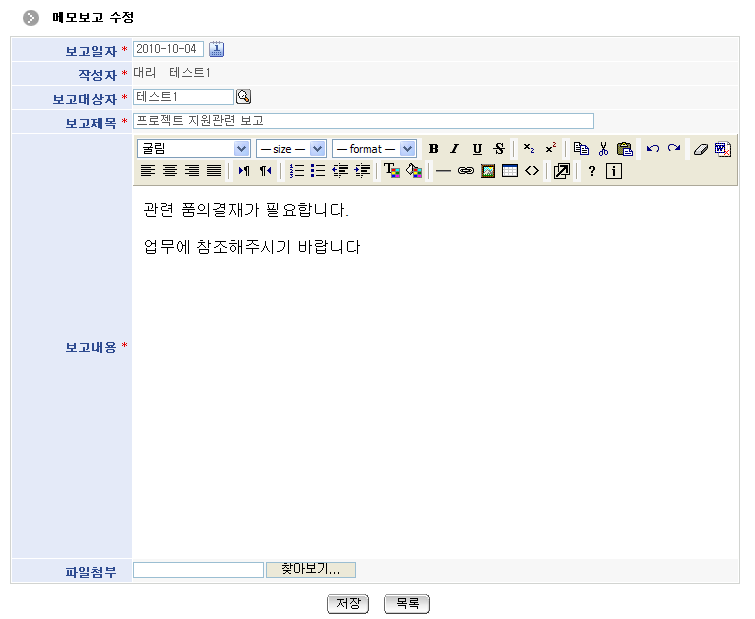 메모보고 수정
보고일자 * 2010-10-04
작성자 * 대리 테스트1
보고대상자 * 테스트1
보고제목 * 프로젝트 지원관련 보고
굴림 — size — — format — B I U S ×₂ ×²
T ? i
관련 품의결재가 필요합니다.
업무에 참조해주시기 바랍니다
보고내용 *
파일첨부 찾아보기...
저장 목록